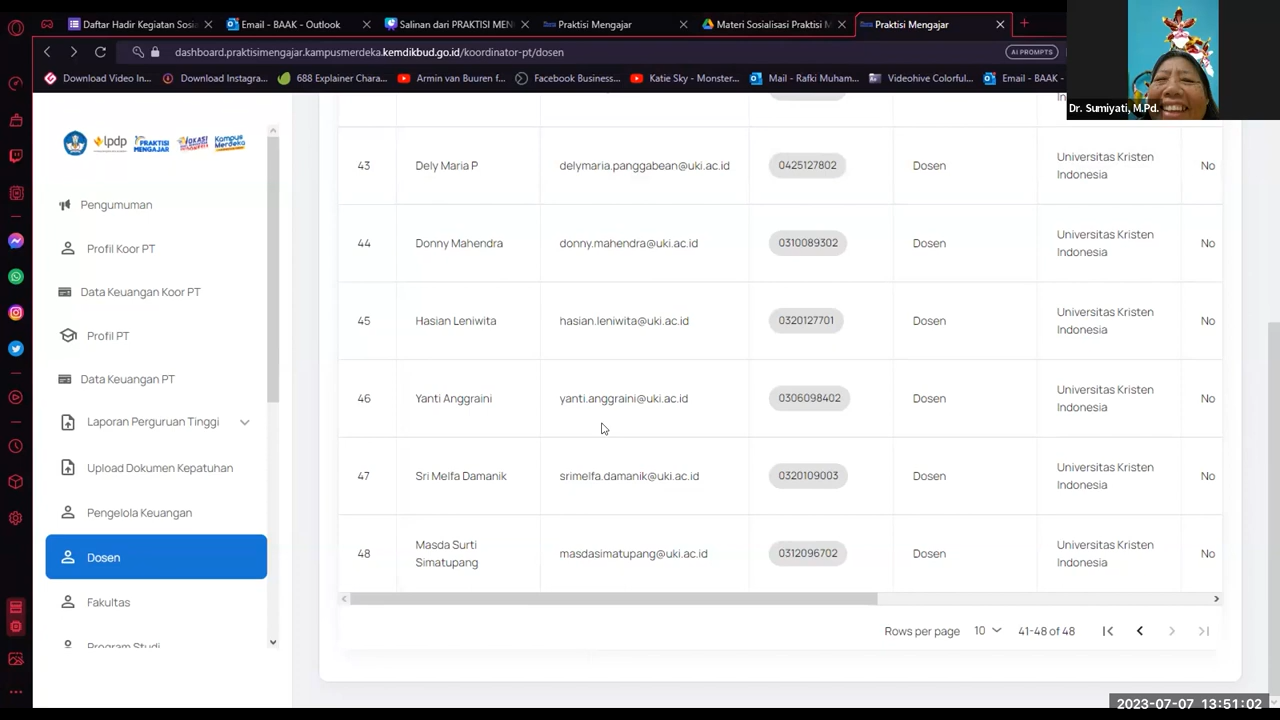 Daftar Hadir Kegiatan Sosia
Email - BAAK - Outlook
Salinan dari PRAKTISI MEN
Praktisi Mengajar
Materi Sosialisasi Praktisi M
Praktisi Mengajar
dashboard.praktisimengajar.kampusmerdeka.kemdikbud.go.id/koordinator-pt/dosen
AI PROMPTS
Download Video In...
Download Instagra...
688 Explainer Chara...
Armin van Buuren f...
Facebook Business...
Katie Sky - Monster...
Mail - Rafki Muham...
Videohive Colorful...
Email - BAAK -
Dr. Sumiyati, M.Pd.
lpdp
PRAKTISI
MENGAJAR
Kampus
Merdeka
Pengumuman
Profil Koor PT
Data Keuangan Koor PT
Profil PT
Data Keuangan PT
Laporan Perguruan Tinggi
Upload Dokumen Kepatuhan
Pengelola Keuangan
Dosen
Fakultas
Program Studi
43 Dely Maria P delymaria.panggabean@uki.ac.id 0425127802 Dosen Universitas Kristen Indonesia No
44 Donny Mahendra donny.mahendra@uki.ac.id 0310089302 Dosen Universitas Kristen Indonesia No
45 Hasian Leniwita hasian.leniwita@uki.ac.id 0320127701 Dosen Universitas Kristen Indonesia No
46 Yanti Anggraini yanti.anggraini@uki.ac.id 0306098402 Dosen Universitas Kristen Indonesia No
47 Sri Melfa Damanik srimelfa.damanik@uki.ac.id 0320109003 Dosen Universitas Kristen Indonesia No
48 Masda Surti Simatupang masdasimatupang@uki.ac.id 0312096702 Dosen Universitas Kristen Indonesia No
Rows per page 10 41-48 of 48
2023-07-07 13:51:02